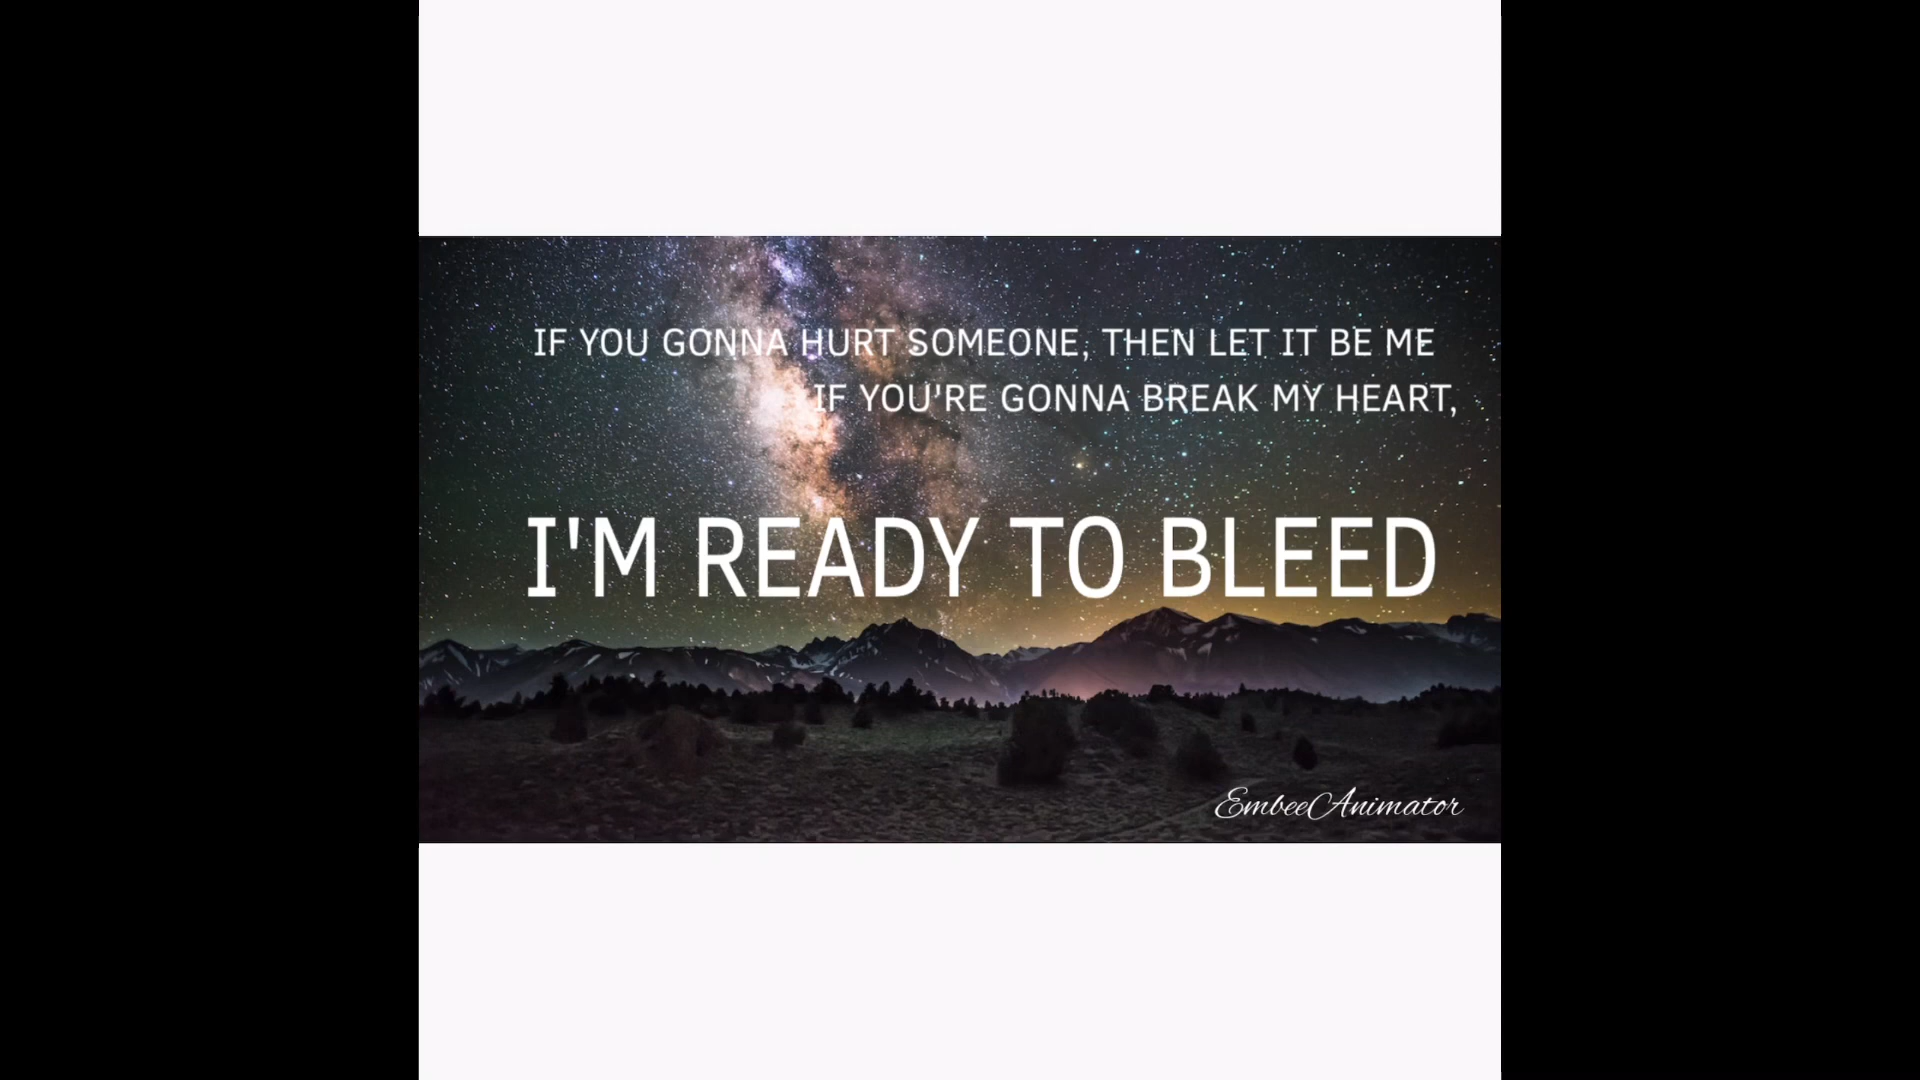 IF YOU GONNA HURT SOMEONE, THEN LET IT BE ME
IF YOU'RE GONNA BREAK MY HEART,
I'M READY TO BLEED
EmbeeAnimator